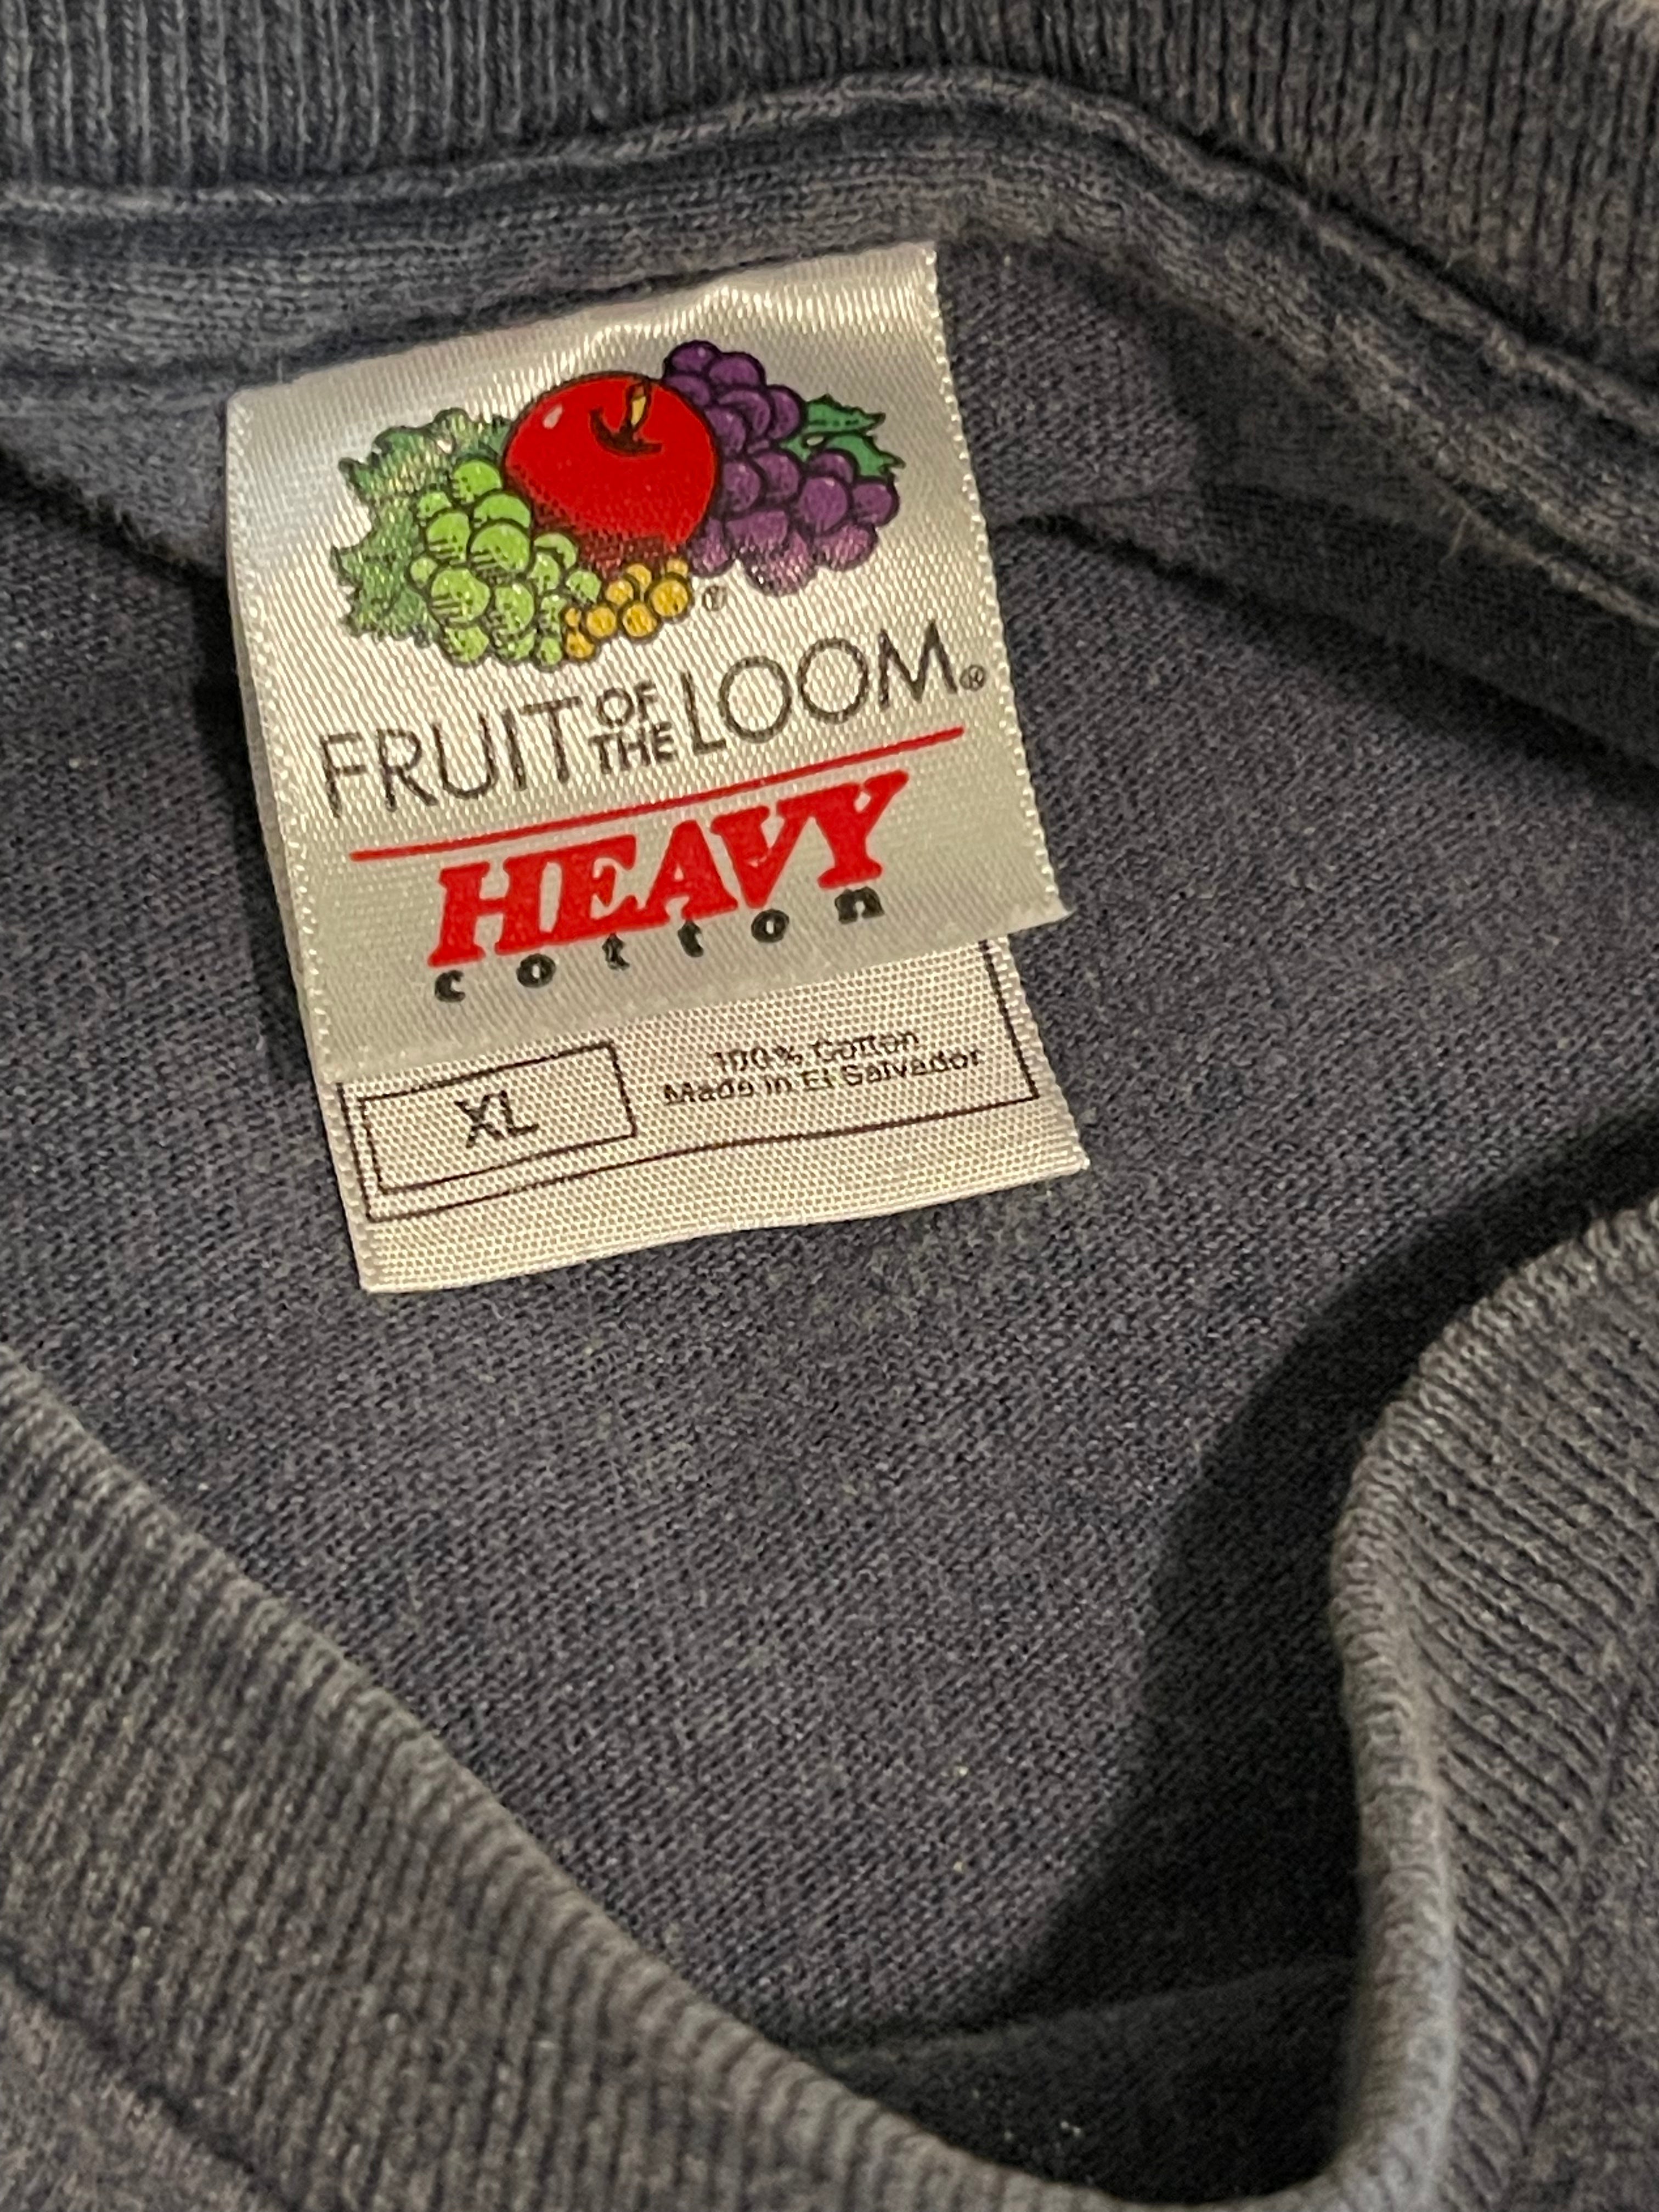 FRUIT OF THE LOOM®
HEAVY
cotton
XL
100% Cotton
Made in El Salvador